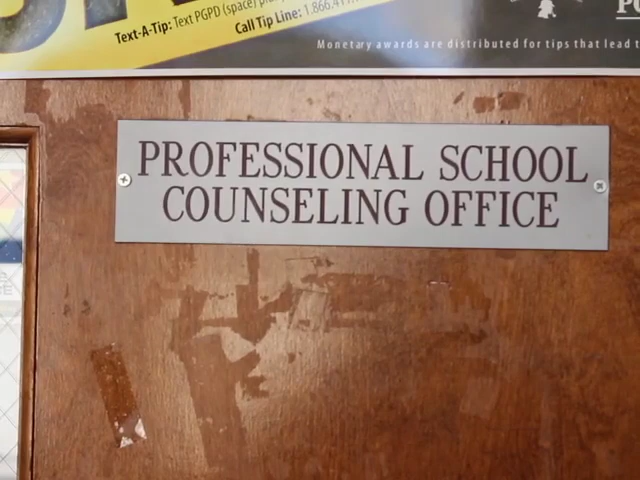 Text-A-Tip: Text PGPD (space)
Call Tip Line: 1.866.411.
Monetary awards are distributed for tips that lead t
PROFESSIONAL SCHOOL
COUNSELING OFFICE